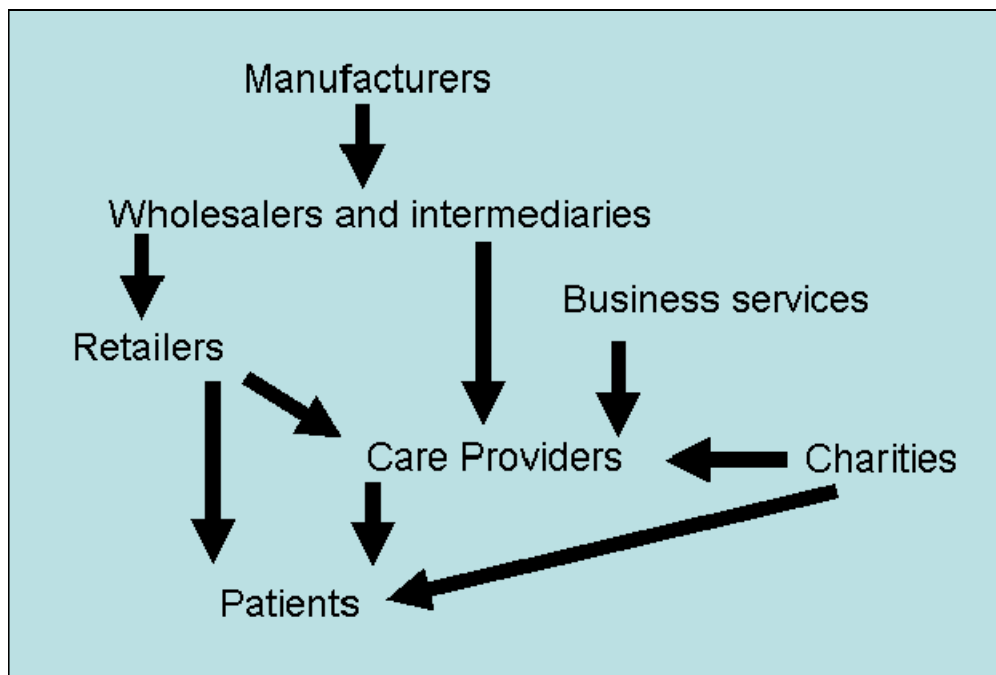 Manufacturers
Wholesalers and intermediaries
Business services
Retailers
Care Providers
Charities
Patients